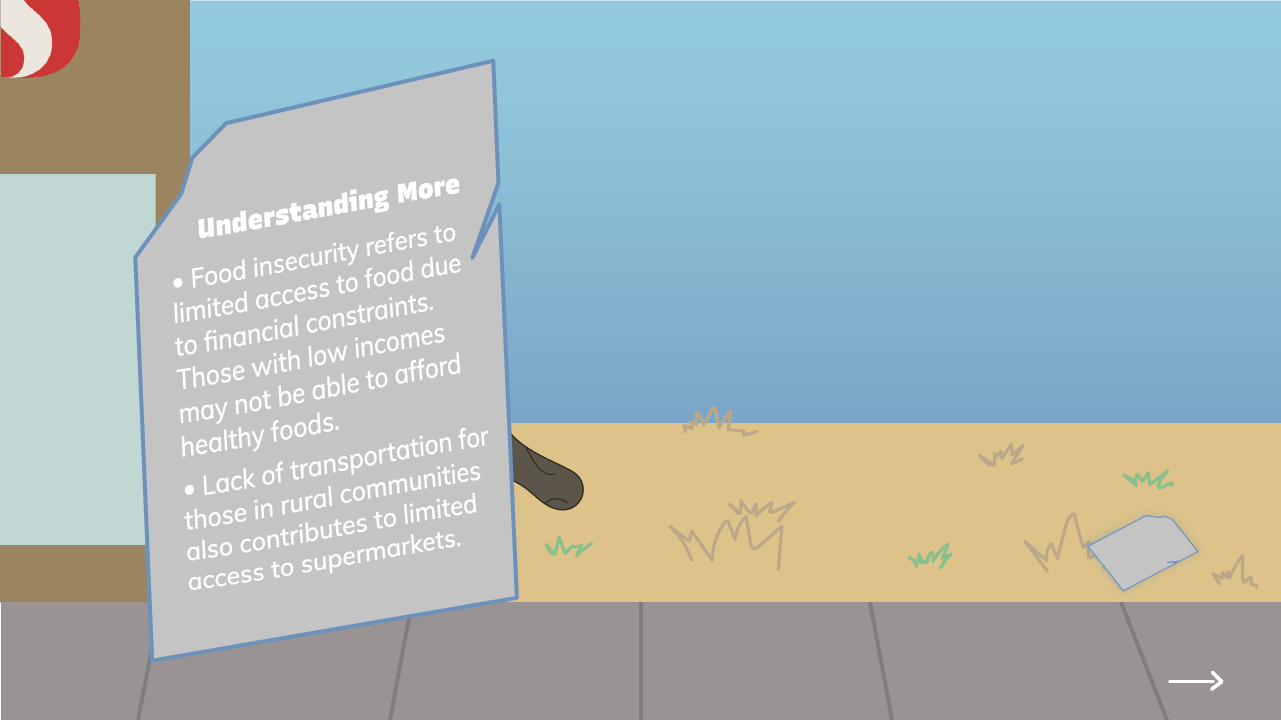 Understanding More
• Food insecurity refers to
limited access to food due
to financial constraints.
Those with low incomes
may not be able to afford
healthy foods.
• Lack of transportation for
those in rural communities
also contributes to limited
access to supermarkets.